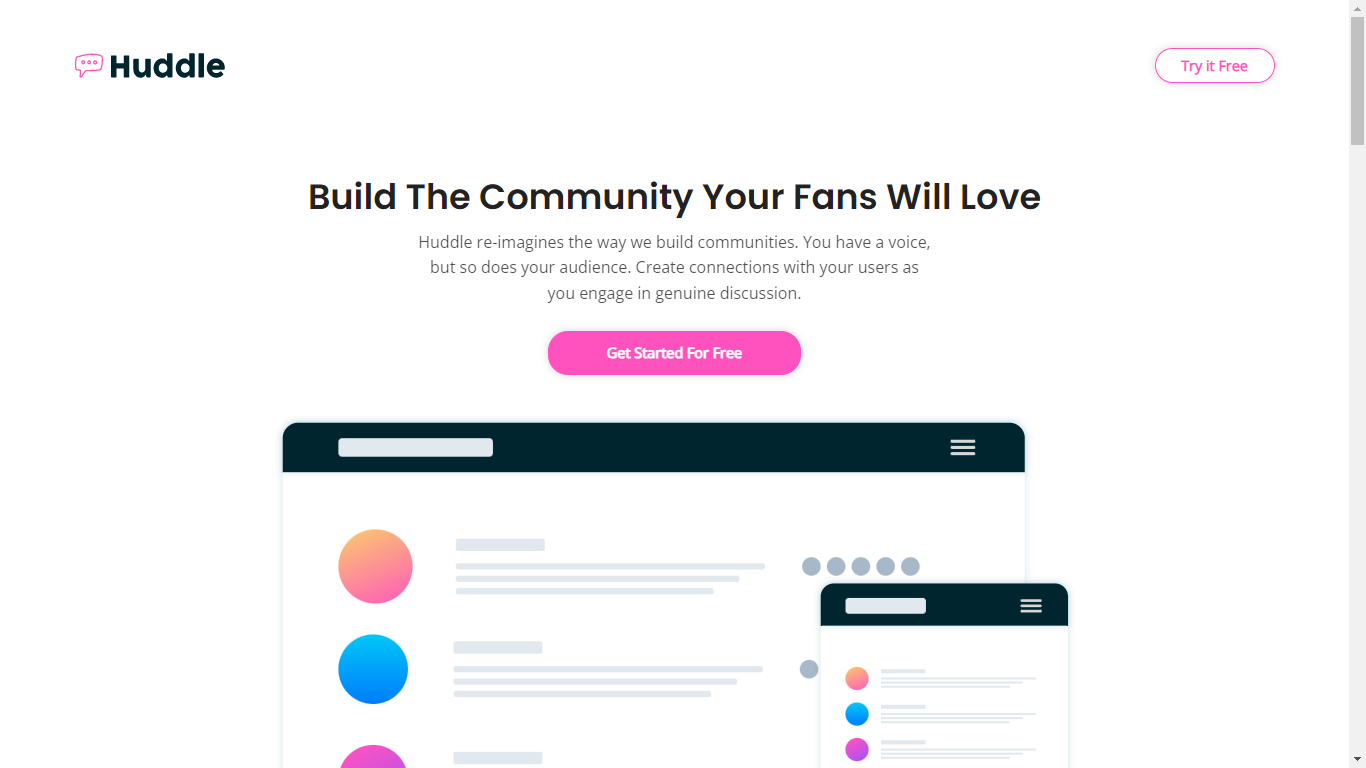 Huddle
Try it Free
Build The Community Your Fans Will Love
Huddle re-imagines the way we build communities. You have a voice,
but so does your audience. Create connections with your users as
you engage in genuine discussion.
Get Started For Free